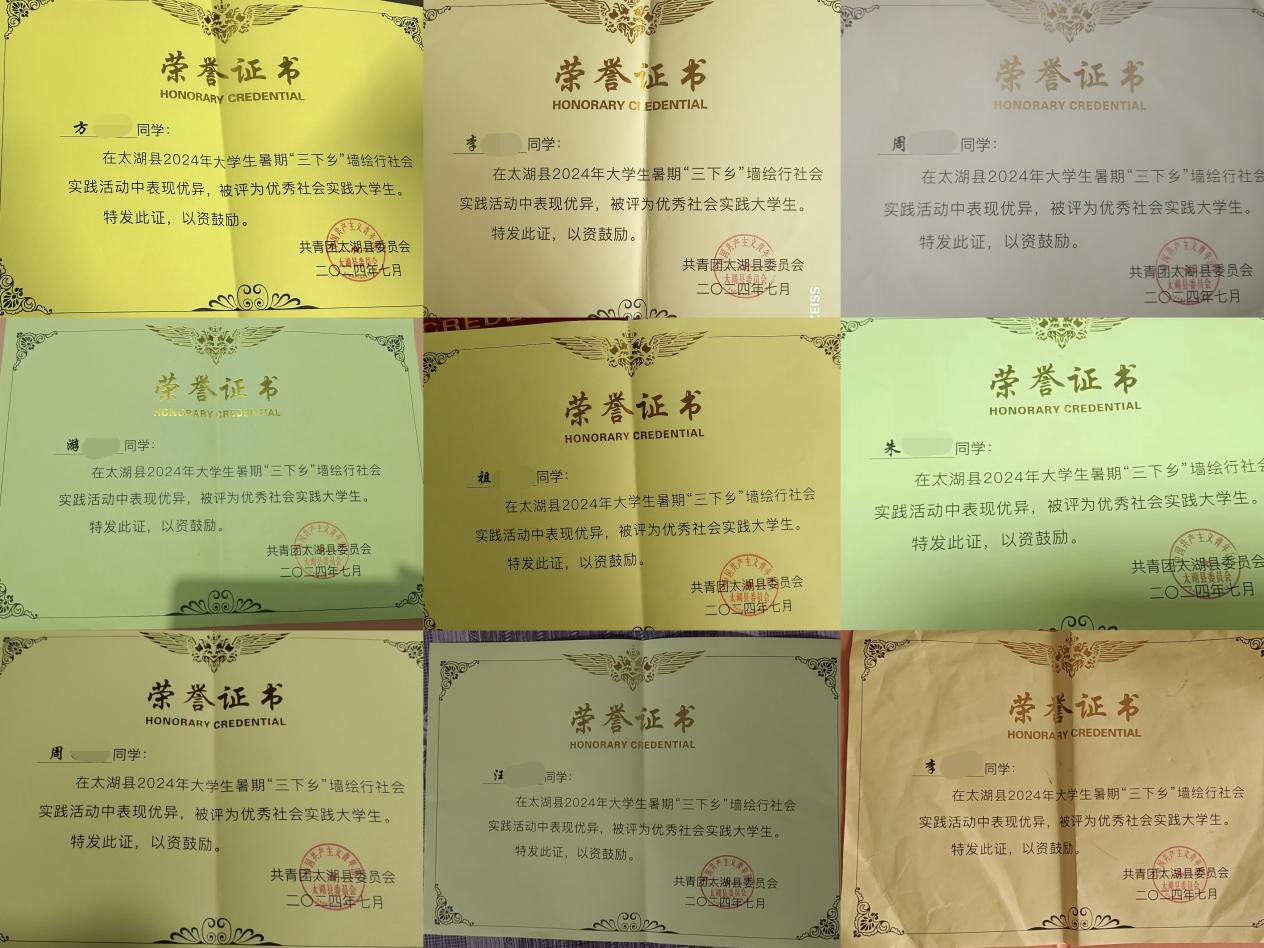 荣誉证书
HONORARY CREDENTIAL
方 同学：
在太湖县2024年大学生暑期“三下乡”墙绘行社会
实践活动中表现优异，被评为优秀社会实践大学生。
特发此证，以资鼓励。
共青团太湖县委员会
二〇二四年七月
荣誉证书
HONORARY CREDENTIAL
李 同学：
在太湖县2024年大学生暑期“三下乡”墙绘行社会
实践活动中表现优异，被评为优秀社会实践大学生。
特发此证，以资鼓励。
共青团太湖县委员会
二〇二四年七月
ZEISS
荣誉证书
HONORARY CREDENTIAL
周 同学：
在太湖县2024年大学生暑期“三下乡”墙绘行社会
实践活动中表现优异，被评为优秀社会实践大学生。
特发此证，以资鼓励。
共青团太湖县委员会
二〇二四年七月
荣誉证书
HONORARY CREDENTIAL
游 同学：
在太湖县2024年大学生暑期“三下乡”墙绘行社会
实践活动中表现优异，被评为优秀社会实践大学生。
特发此证，以资鼓励。
共青团太湖县委员会
二〇二四年七月
荣誉证书
HONORARY CREDENTIAL
祖 同学：
在太湖县2024年大学生暑期“三下乡”墙绘行社会
实践活动中表现优异，被评为优秀社会实践大学生。
特发此证，以资鼓励。
共青团太湖县委员会
二〇二四年七月
荣誉证书
HONORARY CREDENTIAL
朱 同学：
在太湖县2024年大学生暑期“三下乡”墙绘行社会
实践活动中表现优异，被评为优秀社会实践大学生。
特发此证，以资鼓励。
共青团太湖县委员会
二〇二四年七月
荣誉证书
HONORARY CREDENTIAL
周 同学：
在太湖县2024年大学生暑期“三下乡”墙绘行社会
实践活动中表现优异，被评为优秀社会实践大学生。
特发此证，以资鼓励。
共青团太湖县委员会
二〇二四年七月
荣誉证书
HONORARY CREDENTIAL
汪 同学：
在太湖县2024年大学生暑期“三下乡”墙绘行社会
实践活动中表现优异，被评为优秀社会实践大学生。
特发此证，以资鼓励。
共青团太湖县委员会
二〇二四年七月
荣誉证书
HONORARY CREDENTIAL
李 同学：
在太湖县2024年大学生暑期“三下乡”墙绘行社会
实践活动中表现优异，被评为优秀社会实践大学生。
特发此证，以资鼓励。
共青团太湖县委员会
二〇二四年七月